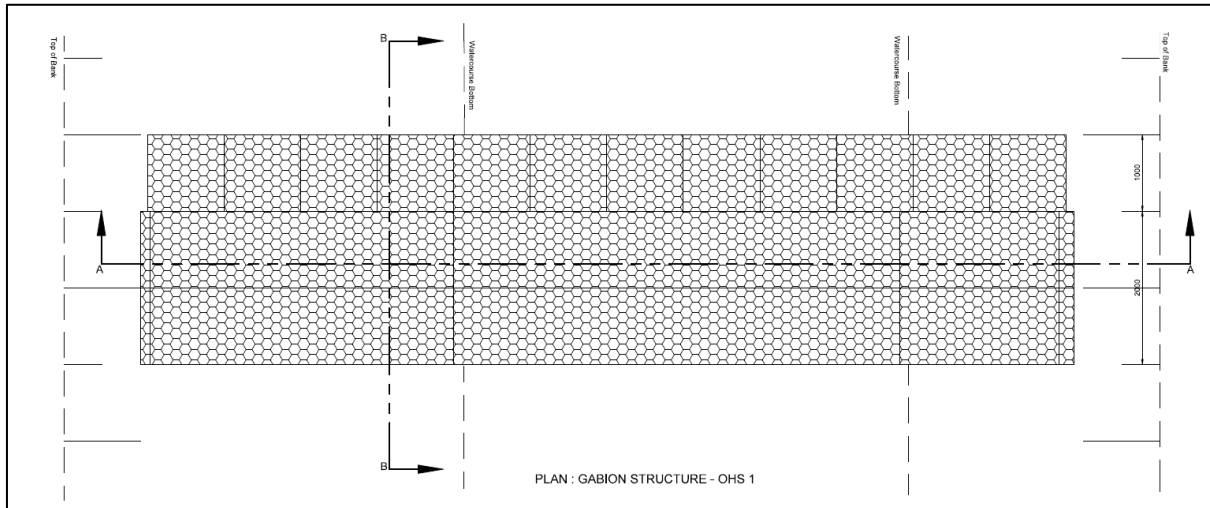 Top of Bank
B
Watercourse Bottom
Watercourse Bottom
Top of Bank
1000
A
A
2000
B
PLAN : GABION STRUCTURE - OHS 1